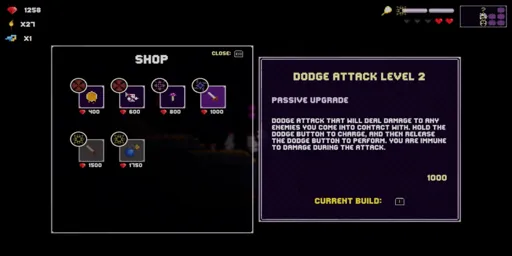 1258
X27
X1
SHOP
CLOSE:
400
600
800
1000
1500
1750
DODGE ATTACK LEVEL 2
PASSIVE UPGRADE
DODGE ATTACK THAT WILL DEAL DAMAGE TO ANY
ENEMIES YOU COME INTO CONTACT WITH. HOLD THE
DODGE BUTTON TO CHARGE, AND THEN RELEASE
THE DODGE BUTTON TO PERFORM. YOU ARE IMMUNE
TO DAMAGE DURING THE ATTACK.
1000
CURRENT BUILD: